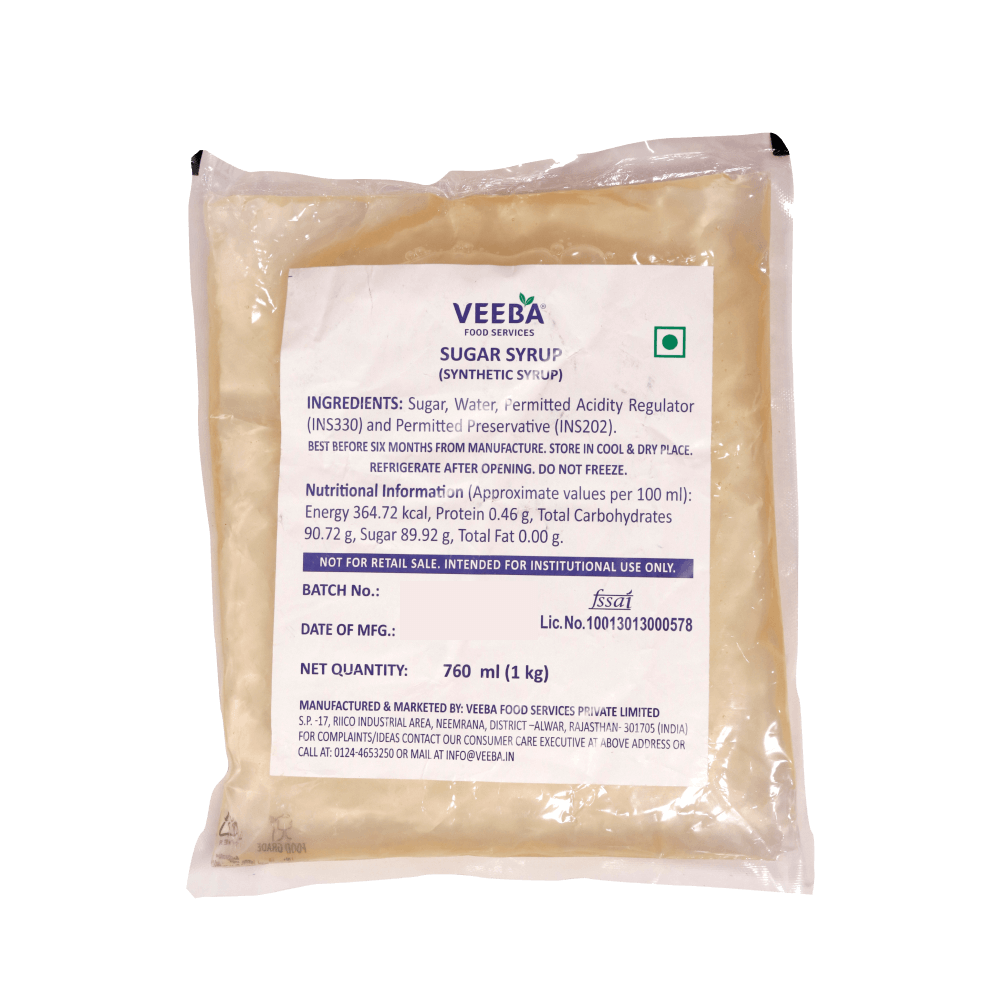 VEEBA®
FOOD SERVICES
SUGAR SYRUP
(SYNTHETIC SYRUP)
INGREDIENTS: Sugar, Water, Permitted Acidity Regulator
(INS330) and Permitted Preservative (INS202).
BEST BEFORE SIX MONTHS FROM MANUFACTURE. STORE IN COOL & DRY PLACE.
REFRIGERATE AFTER OPENING. DO NOT FREEZE.
Nutritional Information (Approximate values per 100 ml):
Energy 364.72 kcal, Protein 0.46 g, Total Carbohydrates
90.72 g, Sugar 89.92 g, Total Fat 0.00 g.
NOT FOR RETAIL SALE. INTENDED FOR INSTITUTIONAL USE ONLY.
BATCH No.:
fssai
Lic.No.10013013000578
DATE OF MFG.:
NET QUANTITY: 760 ml (1 kg)
MANUFACTURED & MARKETED BY: VEEBA FOOD SERVICES PRIVATE LIMITED
S.P. -17, RIICO INDUSTRIAL AREA, NEEMRANA, DISTRICT –ALWAR, RAJASTHAN- 301705 (INDIA)
FOR COMPLAINTS/IDEAS CONTACT OUR CONSUMER CARE EXECUTIVE AT ABOVE ADDRESS OR
CALL AT: 0124-4653250 OR MAIL AT INFO@VEEBA.IN
FOOD GRADE